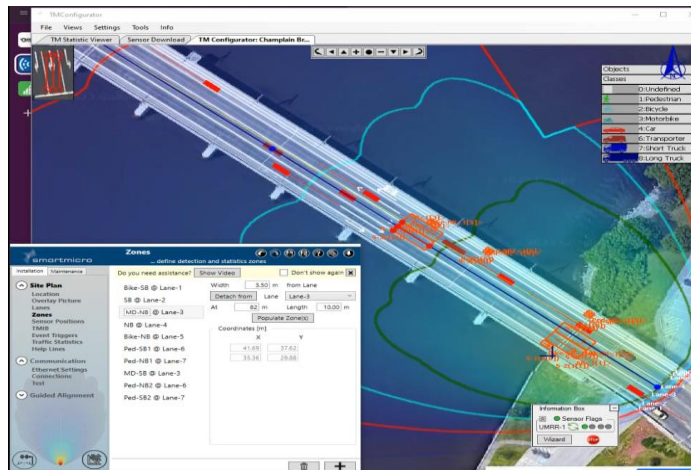 TMConfigurator
File Views Settings Tools Info
TM Statistic Viewer Sensor Download TM Configurator: Champlain Br...
Objects
Classes
0:Undefined
1:Pedestrian
2:Bicycle
3:Motorbike
4:Car
6:Transporter
7:Short Truck
8:Long Truck
smartmicro
Zones
... define detection and statistics zones
Installation Maintenance
Site Plan
Location
Overlay Picture
Lanes
Zones
Sensor Positions
TMIB
Event Triggers
Traffic Statistics
Help Lines
Communication
Ethernet Settings
Connections
Test
Guided Alignment
Do you need assistance? Show Video Don't show again
Bike-SB @ Lane-1
SB @ Lane-2
MD-NB @ Lane-3
NB @ Lane-4
Bike-NB @ Lane-5
Ped-SB1 @ Lane-6
Ped-NB1 @ Lane-7
MD-SB @ Lane-3
Ped-NB2 @ Lane-6
Ped-SB2 @ Lane-7
Width 3.50 m from Lane
Detach from Lane Lane-3
At 82 m Length 10.00 m
Populate Zone(s)
Coordinates [m]
X Y
41.69 37.62
35.36 29.88
Information Box
Sensor Flags
UMRR-1
Wizard